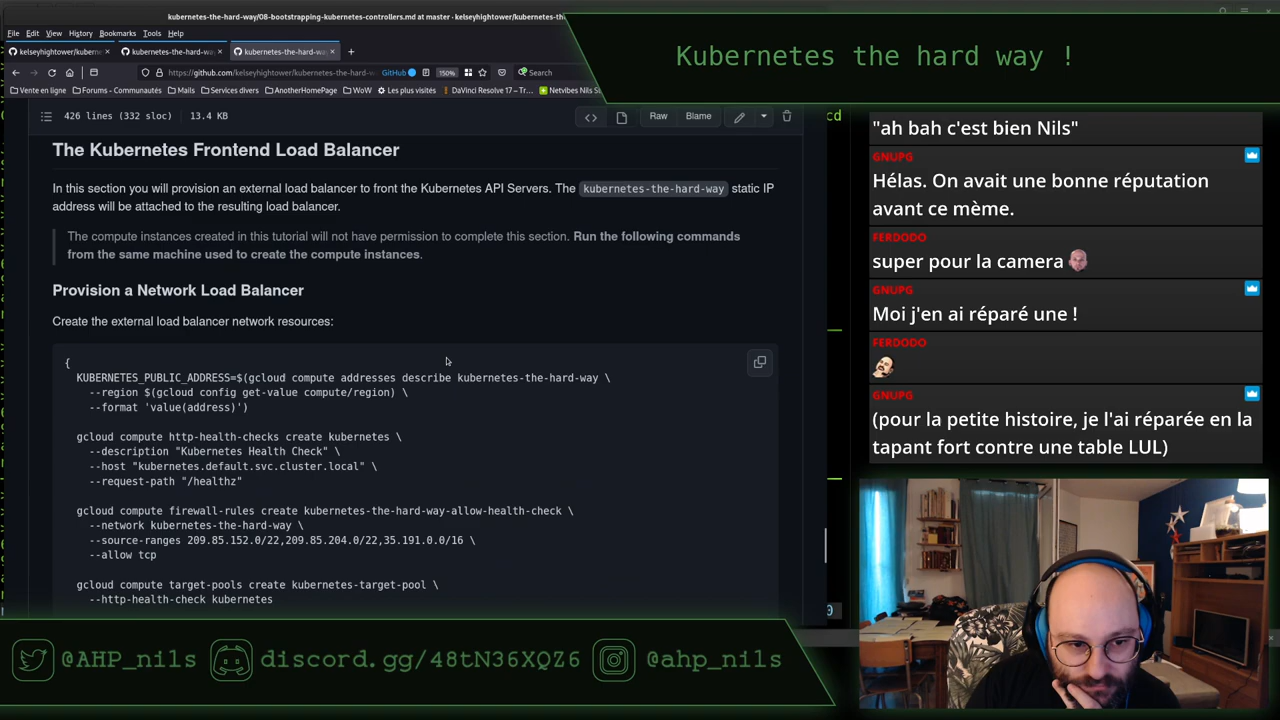 kubernetes-the-hard-way/08-bootstrapping-kubernetes-controllers.md at master · kelseyhightower/kubernetes-th
File Edit View History Bookmarks Tools Help
kelseyhightower/kuberne
kubernetes-the-hard-way
kubernetes-the-hard-way
https://github.com/kelseyhightower/kubernetes-the-hard-w
GitHub
150%
Search
Vente en ligne
Forums - Communautés
Mails
Services divers
AnotherHomePage
WoW
Les plus visités
DaVinci Resolve 17 – Tr…
Netvibes Nils S
Kubernetes the hard way !
426 lines (332 sloc)
13.4 KB
Raw
Blame
The Kubernetes Frontend Load Balancer
In this section you will provision an external load balancer to front the Kubernetes API Servers. The kubernetes-the-hard-way static IP
address will be attached to the resulting load balancer.
The compute instances created in this tutorial will not have permission to complete this section. Run the following commands
from the same machine used to create the compute instances.
Provision a Network Load Balancer
Create the external load balancer network resources:
{
KUBERNETES_PUBLIC_ADDRESS=$(gcloud compute addresses describe kubernetes-the-hard-way \
--region $(gcloud config get-value compute/region) \
--format 'value(address)')
gcloud compute http-health-checks create kubernetes \
--description "Kubernetes Health Check" \
--host "kubernetes.default.svc.cluster.local" \
--request-path "/healthz"
gcloud compute firewall-rules create kubernetes-the-hard-way-allow-health-check \
--network kubernetes-the-hard-way \
--source-ranges 209.85.152.0/22,209.85.204.0/22,35.191.0.0/16 \
--allow tcp
gcloud compute target-pools create kubernetes-target-pool \
--http-health-check kubernetes
cd
"ah bah c'est bien Nils"
GNUPG
Hélas. On avait une bonne réputation
avant ce mème.
FERDODO
super pour la camera
GNUPG
Moi j'en ai réparé une !
FERDODO
GNUPG
(pour la petite histoire, je l'ai réparée en la
tapant fort contre une table LUL)
@AHP_nils
discord.gg/48tN36XQZ6
@ahp_nils